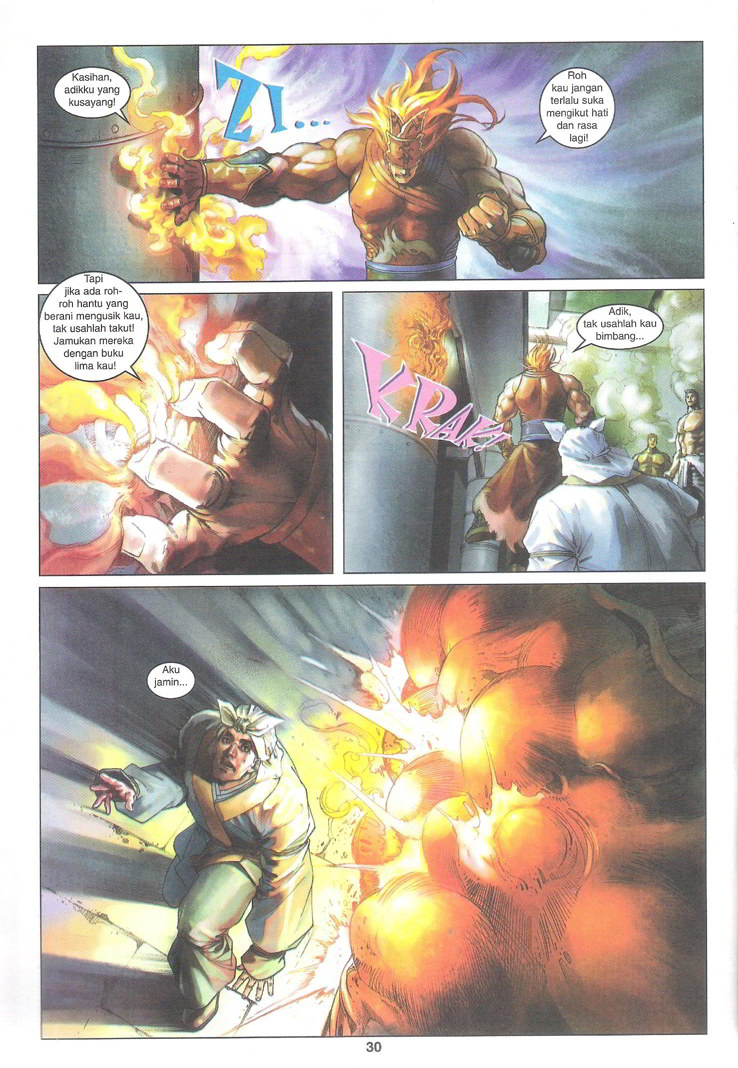 Kasihan,
adikku yang
kusayang!
ZI...
Roh
kau jangan
terlalu suka
mengikut hati
dan rasa
lagi!
Tapi
jika ada roh-
roh hantu yang
berani mengusik kau,
tak usahlah takut!
Jamukan mereka
dengan buku
lima kau!
Adik,
tak usahlah kau
bimbang...
KRAK!
Aku
jamin...
30